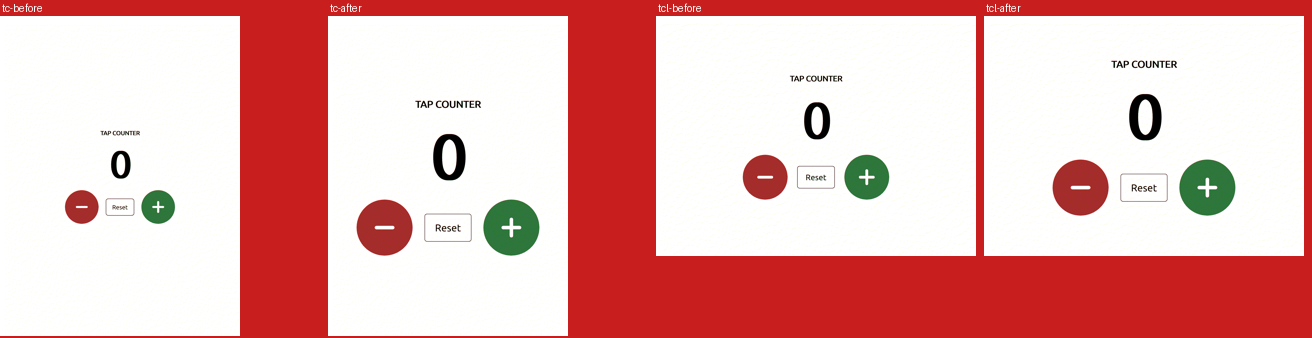 tc-before
TAP COUNTER
0
− Reset +
tc-after
TAP COUNTER
0
− Reset +
tcl-before
TAP COUNTER
0
− Reset +
tcl-after
TAP COUNTER
0
− Reset +